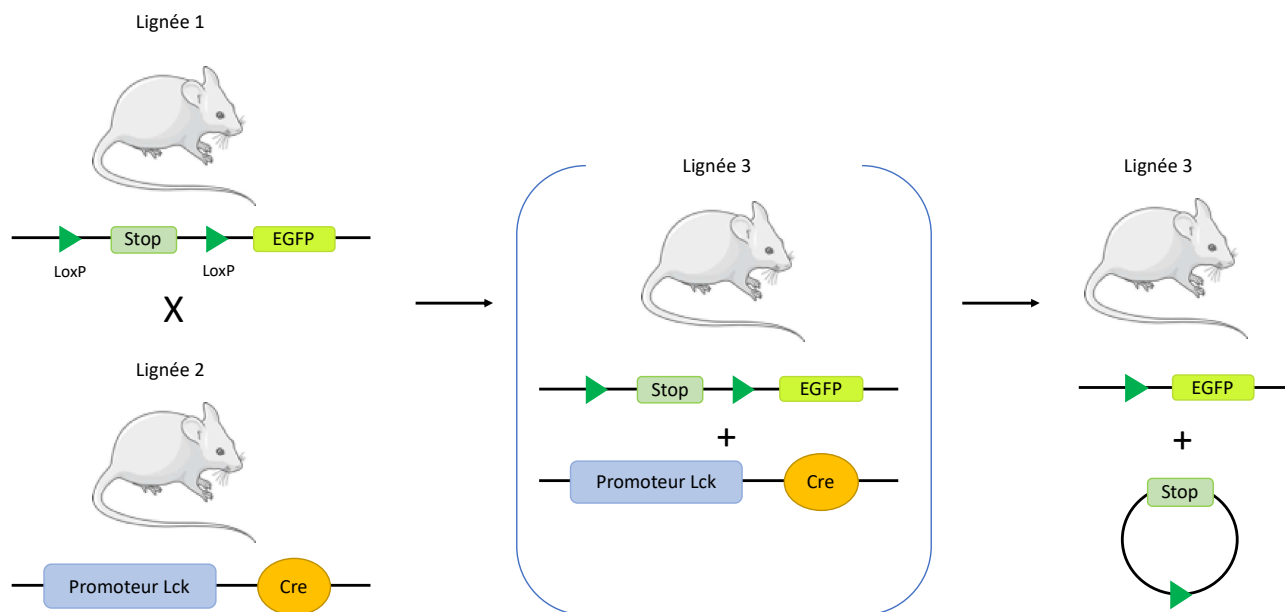 Lignée 1
Stop
EGFP
LoxP
LoxP
X
Lignée 2
Promoteur Lck
Cre
Lignée 3
Stop
EGFP
+
Promoteur Lck
Cre
Lignée 3
EGFP
+
Stop